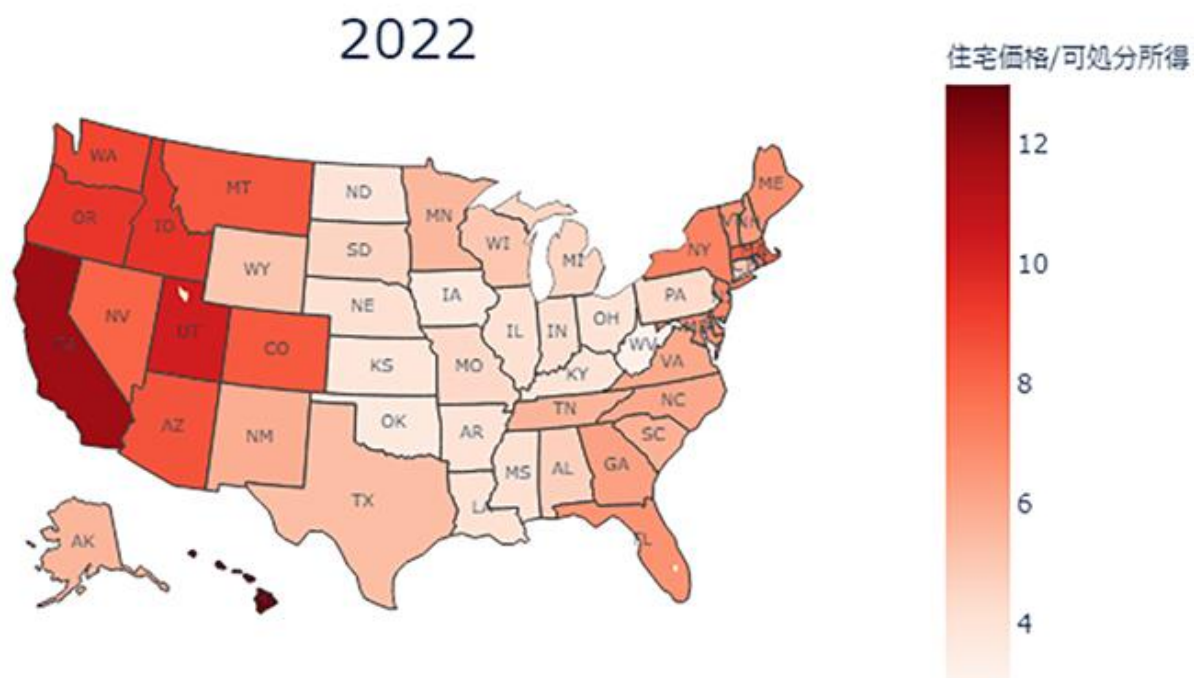 2022
住宅価格/可処分所得
12
10
8
6
4
WA
MT
ND
MN
ME
OR
ID
SD
WI
NY
WY
MI
NV
UT
CO
NE
IA
PA
IL
IN
OH
WV
KS
MO
KY
VA
AZ
NM
OK
AR
TN
NC
SC
MS
AL
GA
TX
LA
AK